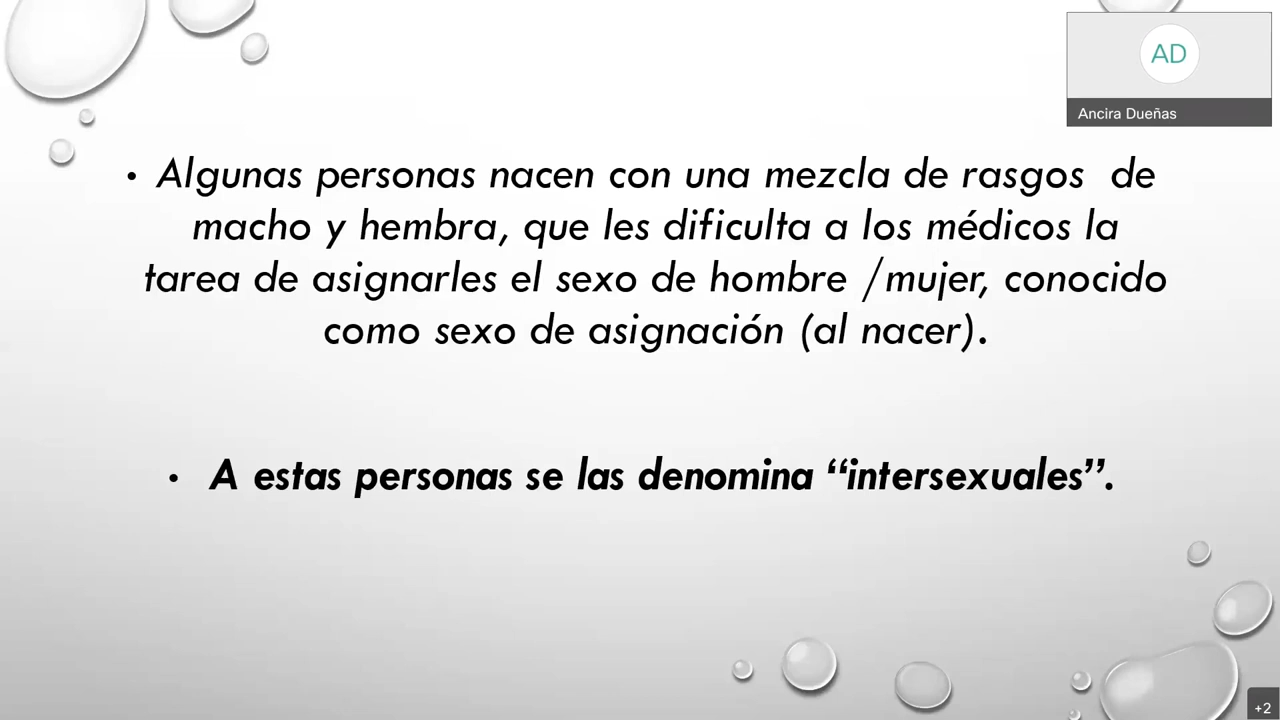 AD
Ancira Dueñas
• Algunas personas nacen con una mezcla de rasgos  de
macho y hembra, que les dificulta a los médicos la
tarea de asignarles el sexo de hombre /mujer, conocido
como sexo de asignación (al nacer).
• A estas personas se las denomina “intersexuales”.
+2